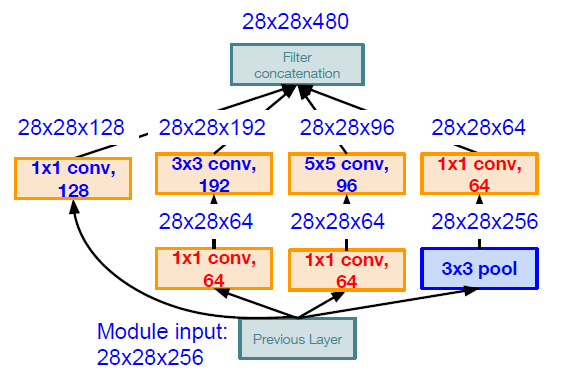 28x28x480
Filter
concatenation
28x28x128
28x28x192
28x28x96
28x28x64
1x1 conv,
128
3x3 conv,
192
5x5 conv,
96
1x1 conv,
64
28x28x64
28x28x64
28x28x256
1x1 conv,
64
1x1 conv,
64
3x3 pool
Module input:
28x28x256
Previous Layer